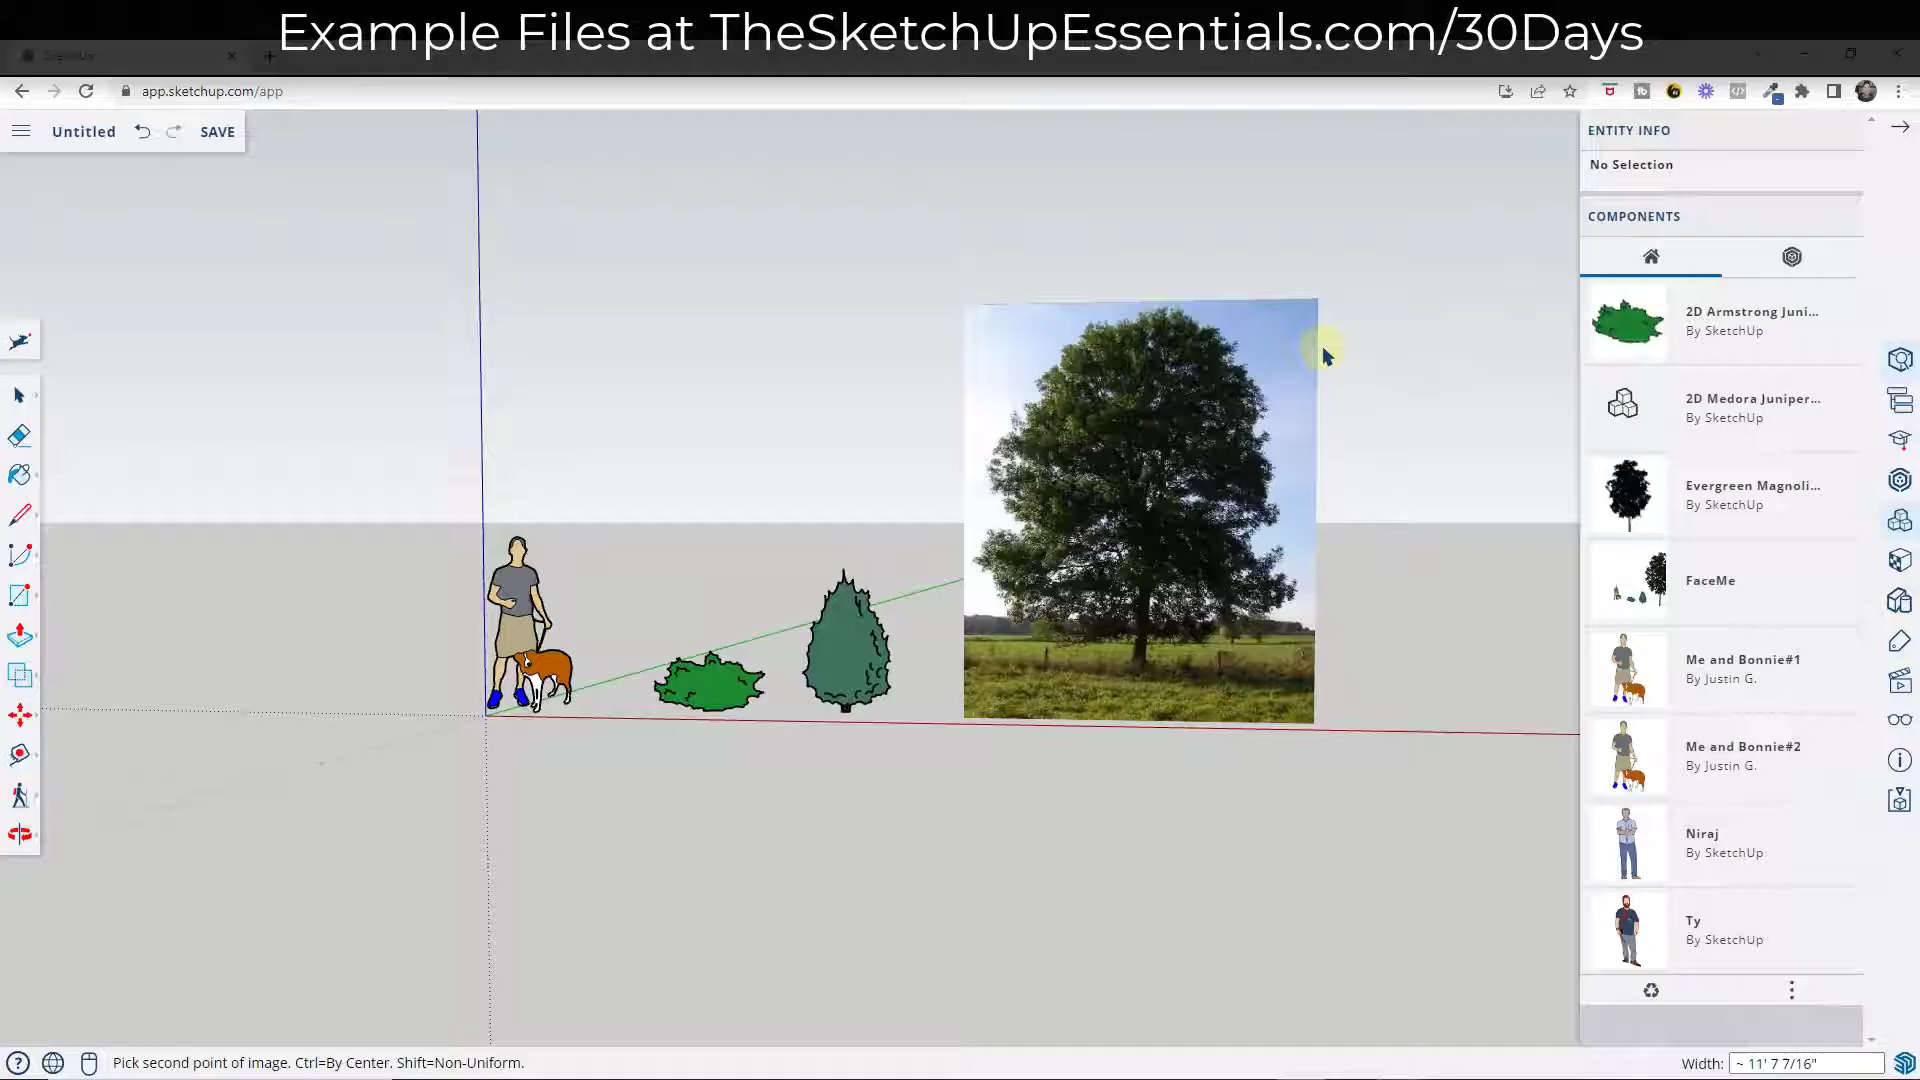 Example Files at TheSketchUpEssentials.com/30Days
SketchUp
app.sketchup.com/app
Untitled
SAVE
ENTITY INFO
No Selection
COMPONENTS
2D Armstrong Juni...
By SketchUp
2D Medora Juniper...
By SketchUp
Evergreen Magnoli...
By SketchUp
FaceMe
Me and Bonnie#1
By Justin G.
Me and Bonnie#2
By Justin G.
Niraj
By SketchUp
Ty
By SketchUp
Pick second point of image. Ctrl=By Center. Shift=Non-Uniform.
Width: ~ 11' 7 7/16"